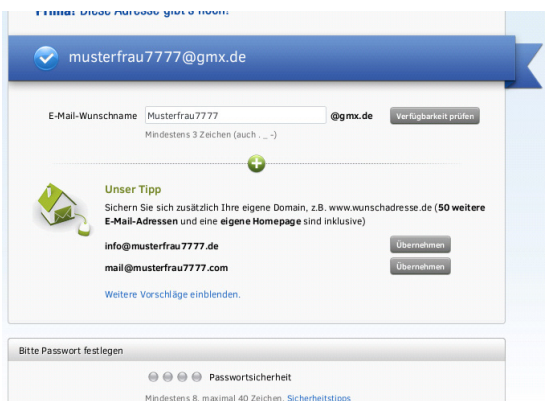 Prima! Diese Adresse gibt's noch!
musterfrau7777@gmx.de
E-Mail-Wunschname Musterfrau7777 @gmx.de Verfügbarkeit prüfen
Mindestens 3 Zeichen (auch . _ -)
Unser Tipp
Sichern Sie sich zusätzlich Ihre eigene Domain, z.B. www.wunschadresse.de (50 weitere
E-Mail-Adressen und eine eigene Homepage sind inklusive)
info@musterfrau7777.de Übernehmen
mail@musterfrau7777.com Übernehmen
Weitere Vorschläge einblenden.
Bitte Passwort festlegen
Passwortsicherheit
Mindestens 8, maximal 40 Zeichen. Sicherheitstipps